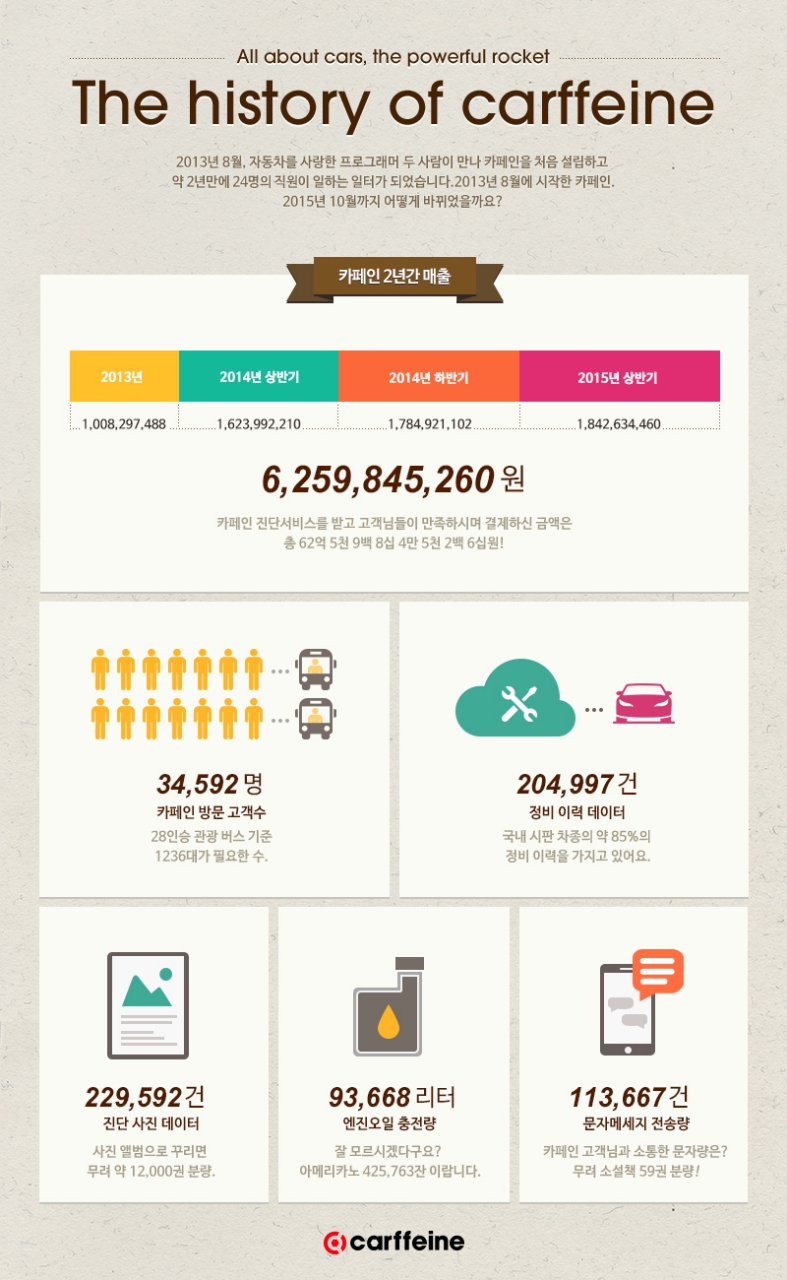 All about cars, the powerful rocket
The history of carffeine
2013년 8월, 자동차를 사랑한 프로그래머 두 사람이 만나 카페인을 처음 설립하고
약 2년만에 24명의 직원이 일하는 일터가 되었습니다.2013년 8월에 시작한 카페인.
2015년 10월까지 어떻게 바뀌었을까요?
카페인 2년간 매출
2013년 2014년 상반기 2014년 하반기 2015년 상반기
1,008,297,488 1,623,992,210 1,784,921,102 1,842,634,460
6,259,845,260 원
카페인 진단서비스를 받고 고객님들이 만족하시며 결제하신 금액은
총 62억 5천 9백 8십 4만 5천 2백 6십원!
34,592 명
카페인 방문 고객수
28인승 관광 버스 기준
1236대가 필요한 수.
204,997 건
정비 이력 데이터
국내 시판 차종의 약 85%의
정비 이력을 가지고 있어요.
229,592 건
진단 사진 데이터
사진 앨범으로 꾸리면
무려 약 12,000권 분량.
93,668 리터
엔진오일 충전량
잘 모르시겠다구요?
아메리카노 425,763잔 이랍니다.
113,667 건
문자메세지 전송량
카페인 고객님과 소통한 문자량은?
무려 소설책 59권 분량!
carffeine